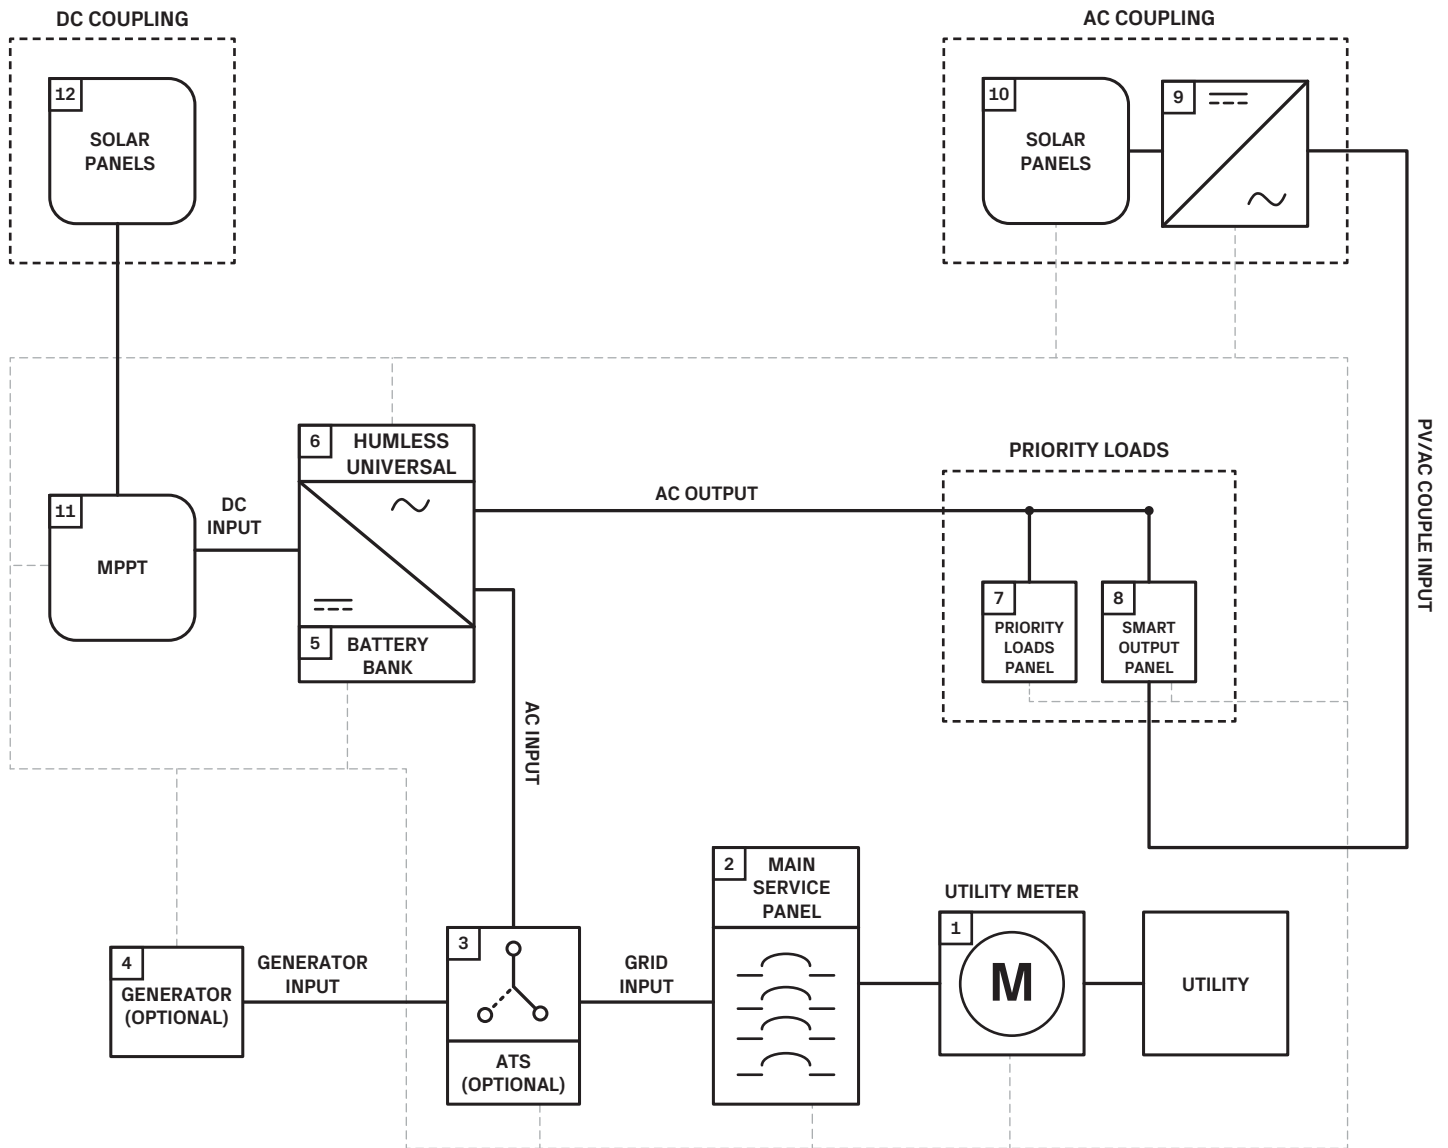 DC COUPLING
AC COUPLING
12
SOLAR
PANELS
10
SOLAR
PANELS
9
6
HUMLESS
UNIVERSAL
PRIORITY LOADS
PV/AC COUPLE INPUT
11
MPPT
DC
INPUT
AC OUTPUT
5
BATTERY
BANK
7
PRIORITY
LOADS
PANEL
8
SMART
OUTPUT
PANEL
AC INPUT
2
MAIN
SERVICE
PANEL
UTILITY METER
1
M
UTILITY
4
GENERATOR
(OPTIONAL)
GENERATOR
INPUT
3
ATS
(OPTIONAL)
GRID
INPUT